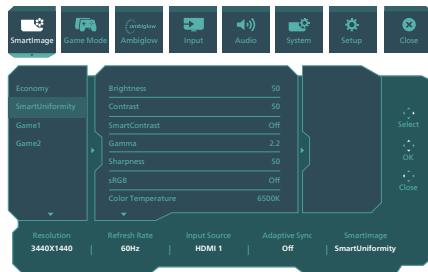 ambiglow
SmartImage Game Mode Ambiglow Input Audio System Setup Close
Economy
SmartUniformity
Game1
Game2
Brightness 50
Contrast 50
SmartContrast Off
Gamma 2.2
Sharpness 50
sRGB Off
Color Temperature 6500K
Select
OK
Close
Resolution Refresh Rate Input Source Adaptive Sync SmartImage
3440X1440 | 60Hz | HDMI 1 | Off | SmartUniformity